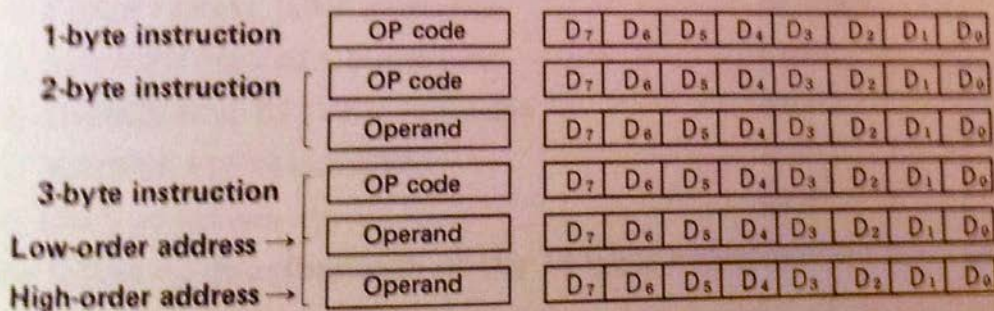 1-byte instruction OP code D₇ D₆ D₅ D₄ D₃ D₂ D₁ D₀
2-byte instruction OP code D₇ D₆ D₅ D₄ D₃ D₂ D₁ D₀
Operand D₇ D₆ D₅ D₄ D₃ D₂ D₁ D₀
3-byte instruction OP code D₇ D₆ D₅ D₄ D₃ D₂ D₁ D₀
Low-order address → Operand D₇ D₆ D₅ D₄ D₃ D₂ D₁ D₀
High-order address → Operand D₇ D₆ D₅ D₄ D₃ D₂ D₁ D₀